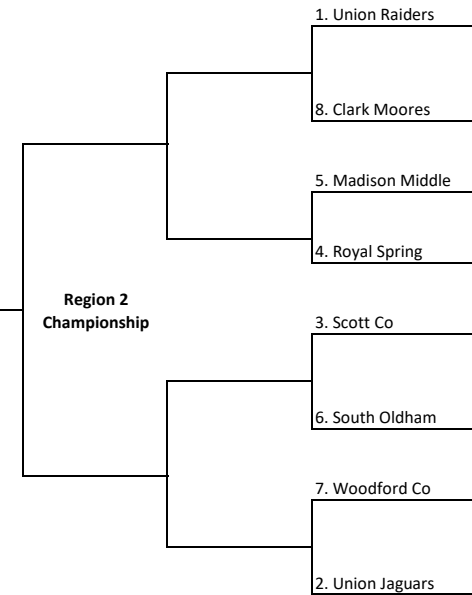 1. Union Raiders
8. Clark Moores
5. Madison Middle
4. Royal Spring
Region 2
Championship
3. Scott Co
6. South Oldham
7. Woodford Co
2. Union Jaguars